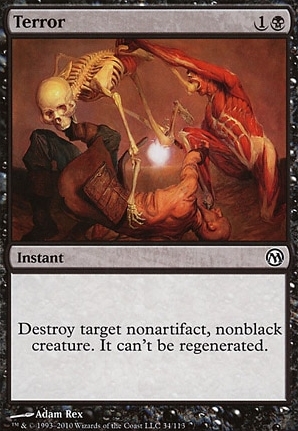 Terror 1
Instant
Destroy target nonartifact, nonblack
creature. It can't be regenerated.
Adam Rex
™ & © 1993–2010 Wizards of the Coast LLC 34/113